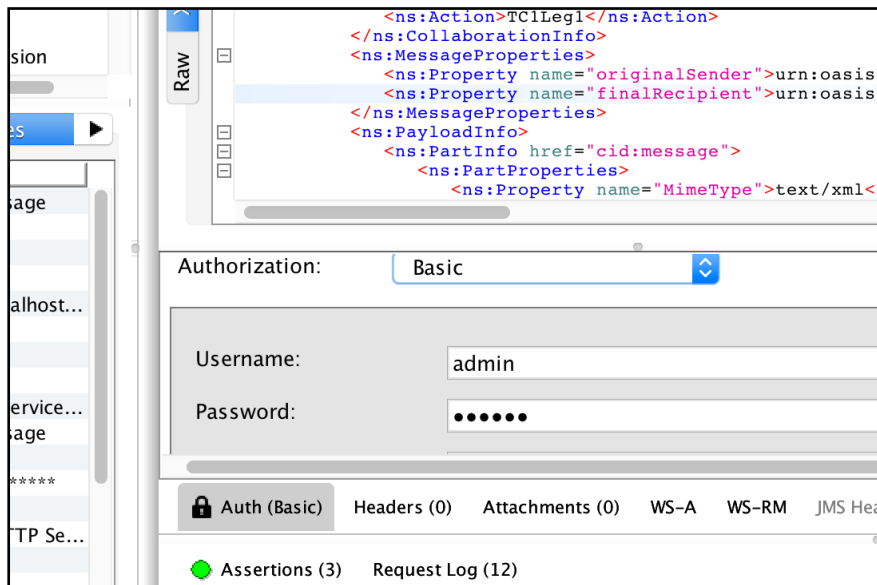 <ns:Action>TC1Leg1</ns:Action>
</ns:CollaborationInfo>
<ns:MessageProperties>
<ns:Property name="originalSender">urn:oasis
<ns:Property name="finalRecipient">urn:oasis
</ns:MessageProperties>
<ns:PayloadInfo>
<ns:PartInfo href="cid:message">
<ns:PartProperties>
<ns:Property name="MimeType">text/xml<
Raw
sion
es
sage
alhost...
ervice...
sage
*****
TTP Se...
Authorization: Basic
Username: admin
Password: ●●●●●●
Auth (Basic) Headers (0) Attachments (0) WS-A WS-RM JMS Hea
Assertions (3) Request Log (12)